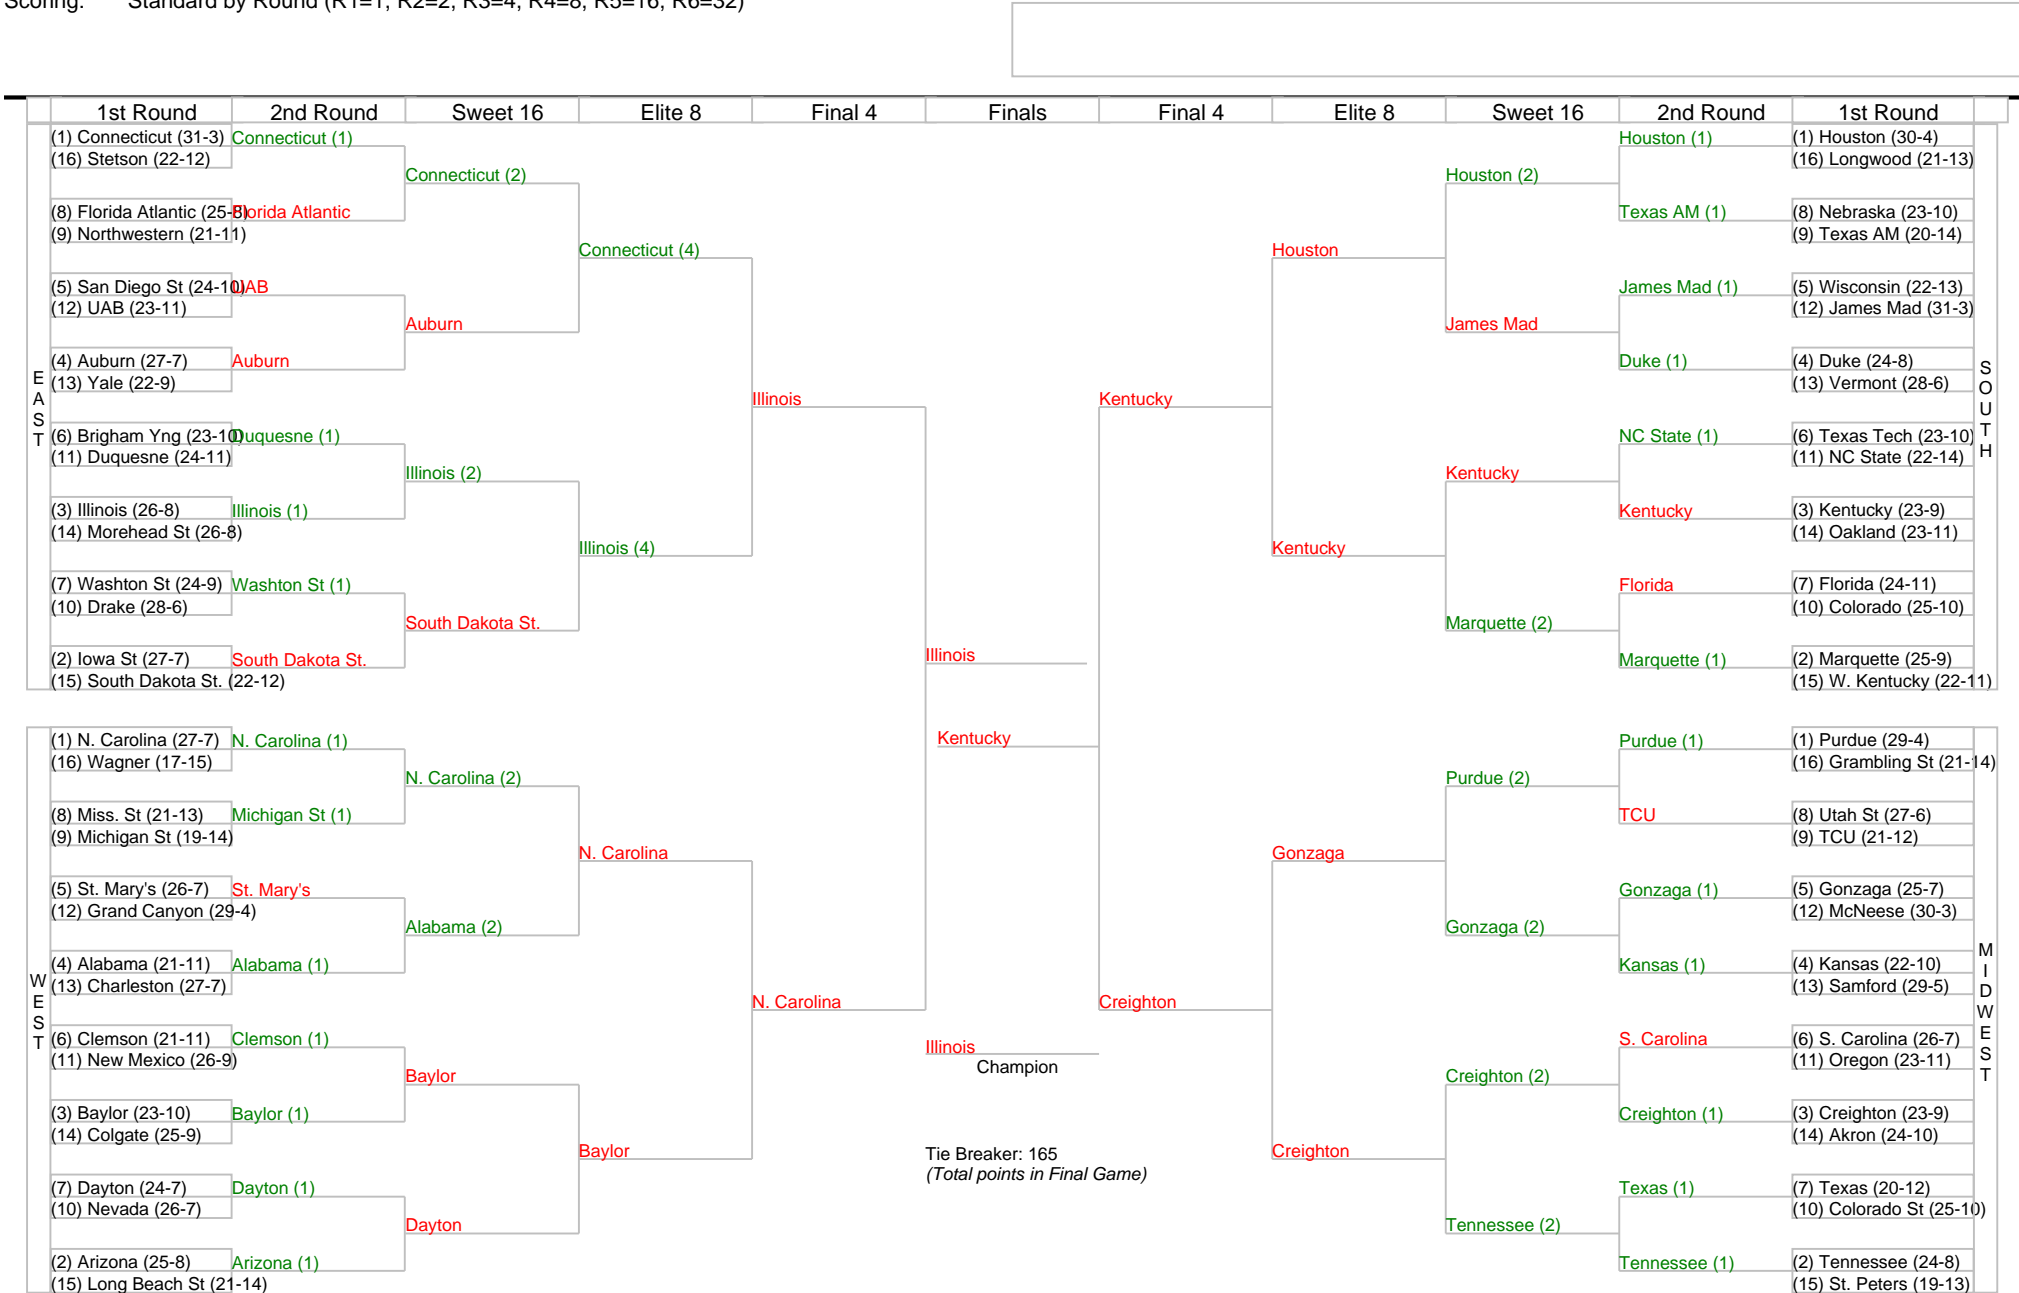 Scoring: Standard by Round (R1=1, R2=2, R3=4, R4=8, R5=16, R6=32)
1st Round 2nd Round Sweet 16 Elite 8 Final 4 Finals Final 4 Elite 8 Sweet 16 2nd Round 1st Round
EAST
(1) Connecticut (31-3)
(16) Stetson (22-12)
(8) Florida Atlantic (25-8)
(9) Northwestern (21-11)
(5) San Diego St (24-10)
(12) UAB (23-11)
(4) Auburn (27-7)
(13) Yale (22-9)
(6) Brigham Yng (23-10)
(11) Duquesne (24-11)
(3) Illinois (26-8)
(14) Morehead St (26-8)
(7) Washton St (24-9)
(10) Drake (28-6)
(2) Iowa St (27-7)
(15) South Dakota St. (22-12)
Connecticut (1)
Florida Atlantic
UAB
Auburn
Duquesne (1)
Illinois (1)
Washton St (1)
South Dakota St.
Connecticut (2)
Auburn
Illinois (2)
South Dakota St.
Connecticut (4)
Illinois (4)
Illinois
WEST
(1) N. Carolina (27-7)
(16) Wagner (17-15)
(8) Miss. St (21-13)
(9) Michigan St (19-14)
(5) St. Mary's (26-7)
(12) Grand Canyon (29-4)
(4) Alabama (21-11)
(13) Charleston (27-7)
(6) Clemson (21-11)
(11) New Mexico (26-9)
(3) Baylor (23-10)
(14) Colgate (25-9)
(7) Dayton (24-7)
(10) Nevada (26-7)
(2) Arizona (25-8)
(15) Long Beach St (21-14)
N. Carolina (1)
Michigan St (1)
St. Mary's
Alabama (1)
Clemson (1)
Baylor (1)
Dayton (1)
Arizona (1)
N. Carolina (2)
Alabama (2)
Baylor
Dayton
N. Carolina
Baylor
N. Carolina
Illinois
Kentucky
Illinois
Champion
Tie Breaker: 165
(Total points in Final Game)
Kentucky
Houston
Kentucky
Houston (2)
James Mad
Kentucky
Marquette (2)
Houston (1)
Texas AM (1)
James Mad (1)
Duke (1)
NC State (1)
Kentucky
Florida
Marquette (1)
(1) Houston (30-4)
(16) Longwood (21-13)
(8) Nebraska (23-10)
(9) Texas AM (20-14)
(5) Wisconsin (22-13)
(12) James Mad (31-3)
(4) Duke (24-8)
(13) Vermont (28-6)
(6) Texas Tech (23-10)
(11) NC State (22-14)
(3) Kentucky (23-9)
(14) Oakland (23-11)
(7) Florida (24-11)
(10) Colorado (25-10)
(2) Marquette (25-9)
(15) W. Kentucky (22-11)
SOUTH
Creighton
Gonzaga
Creighton
Purdue (2)
Gonzaga (2)
Creighton (2)
Tennessee (2)
Purdue (1)
TCU
Gonzaga (1)
Kansas (1)
S. Carolina
Creighton (1)
Texas (1)
Tennessee (1)
(1) Purdue (29-4)
(16) Grambling St (21-14)
(8) Utah St (27-6)
(9) TCU (21-12)
(5) Gonzaga (25-7)
(12) McNeese (30-3)
(4) Kansas (22-10)
(13) Samford (29-5)
(6) S. Carolina (26-7)
(11) Oregon (23-11)
(3) Creighton (23-9)
(14) Akron (24-10)
(7) Texas (20-12)
(10) Colorado St (25-10)
(2) Tennessee (24-8)
(15) St. Peters (19-13)
MIDWEST